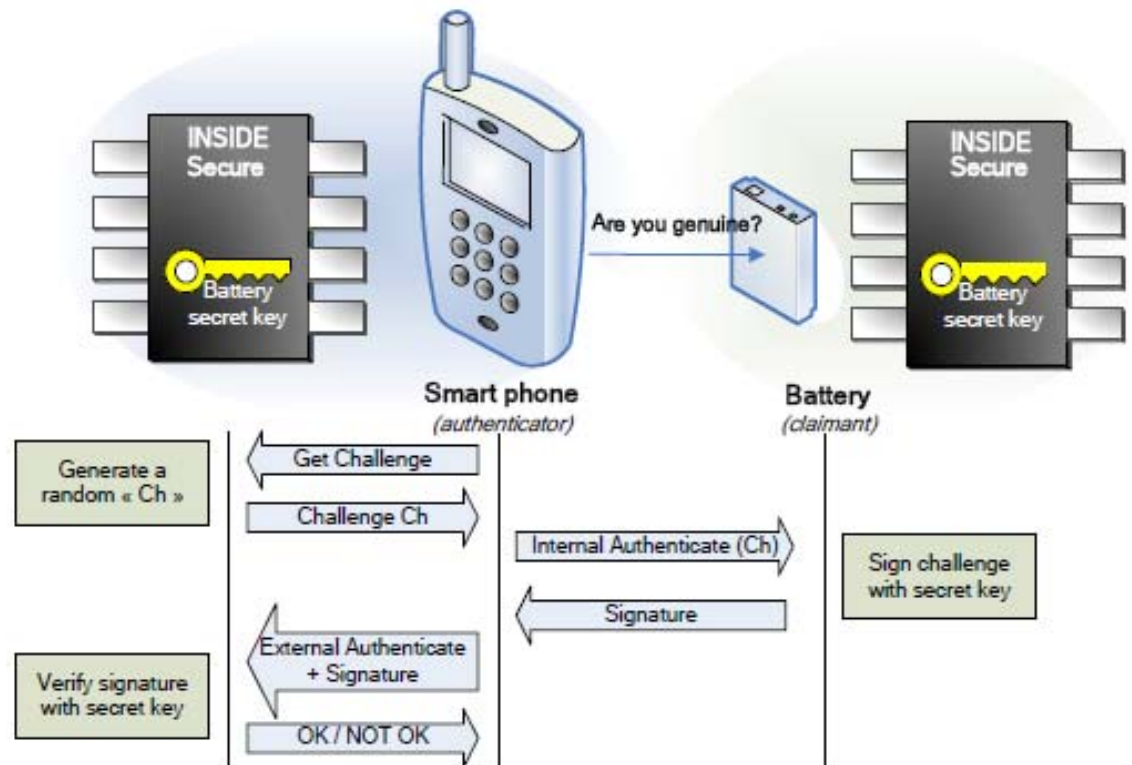 INSIDE
Secure
Battery
secret key
Are you genuine?
INSIDE
Secure
Battery
secret key
Smart phone
(authenticator)
Battery
(claimant)
Generate a
random « Ch »
Get Challenge
Challenge Ch
Internal Authenticate (Ch)
Sign challenge
with secret key
Signature
External Authenticate
+ Signature
Verify signature
with secret key
OK / NOT OK